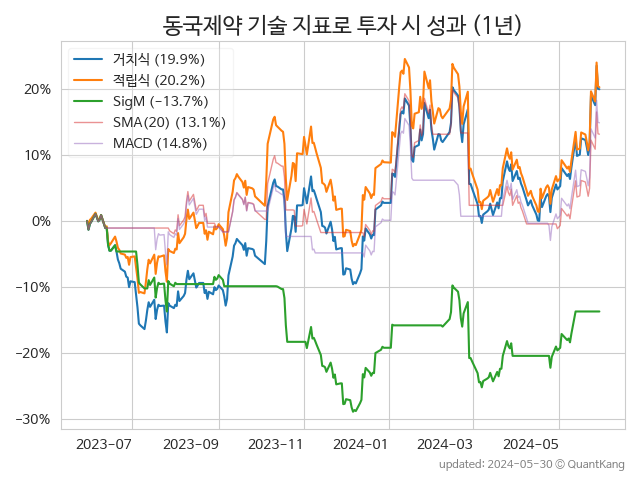 동국제약 기술 지표로 투자 시 성과 (1년)
거치식 (19.9%)
적립식 (20.2%)
SigM (−13.7%)
SMA(20) (13.1%)
MACD (14.8%)
20%
10%
0%
−10%
−20%
−30%
2023-07
2023-09
2023-11
2024-01
2024-03
2024-05
updated: 2024-05-30 © QuantKang